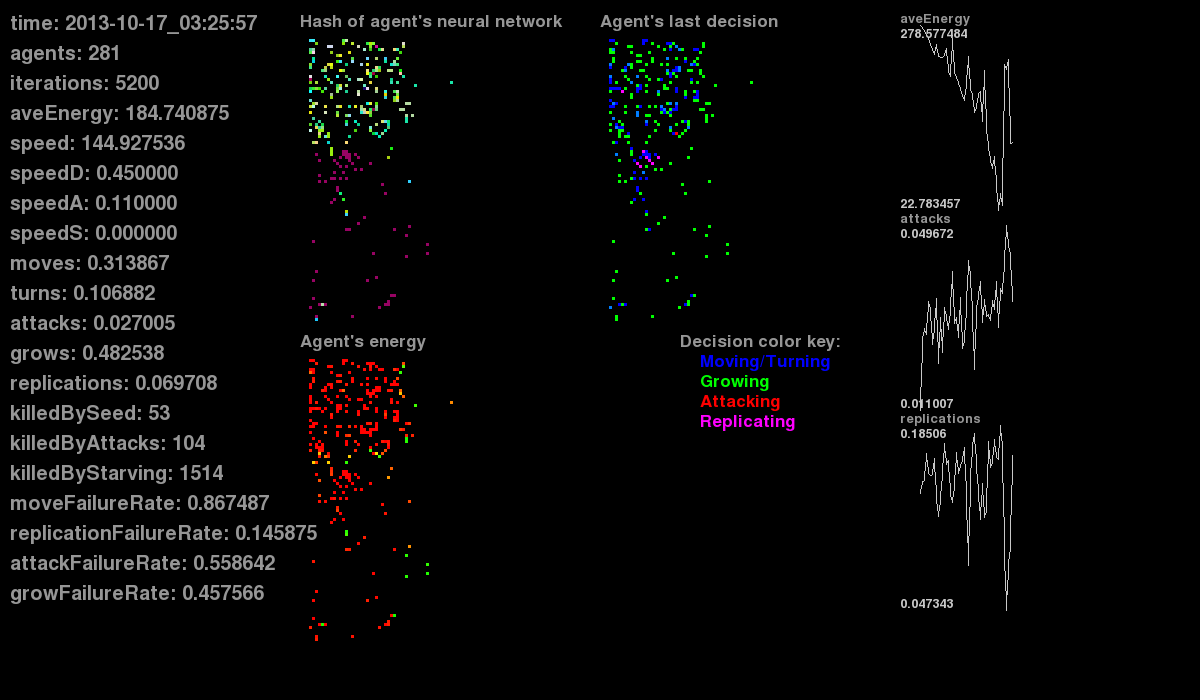 time: 2013-10-17_03:25:57
agents: 281
iterations: 5200
aveEnergy: 184.740875
speed: 144.927536
speedD: 0.450000
speedA: 0.110000
speedS: 0.000000
moves: 0.313867
turns: 0.106882
attacks: 0.027005
grows: 0.482538
replications: 0.069708
killedBySeed: 53
killedByAttacks: 104
killedByStarving: 1514
moveFailureRate: 0.867487
replicationFailureRate: 0.145875
attackFailureRate: 0.558642
growFailureRate: 0.457566
Hash of agent's neural network
Agent's last decision
Agent's energy
Decision color key:
Moving/Turning
Growing
Attacking
Replicating
aveEnergy
278.577484
22.783457
attacks
0.049672
0.011007
replications
0.18506
0.047343